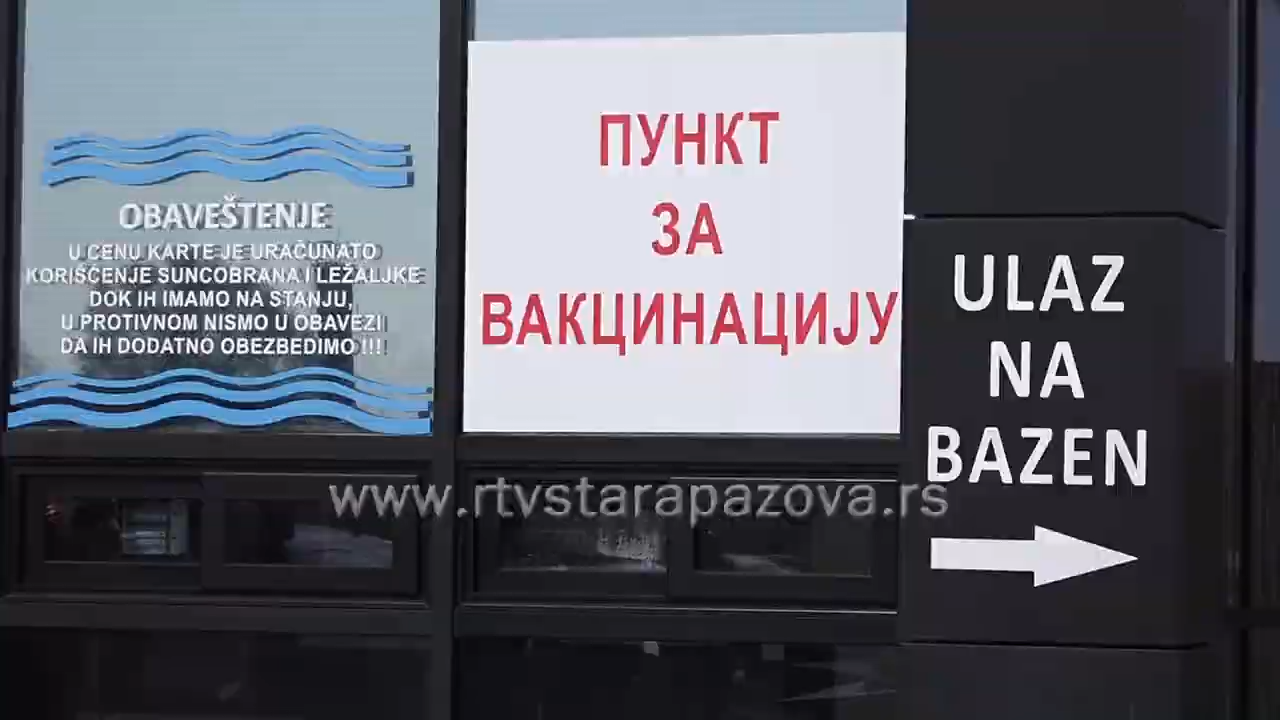 OBAVEŠTENJE
U CENU KARTE JE URAČUNATO
KORIŠĆENJE SUNCOBRANA I LEŽALJKE
DOK IH IMAMO NA STANJU,
U PROTIVNOM NISMO U OBAVEZI
DA IH DODATNO OBEZBEDIMO !!!
ПУНКТ
ЗА
ВАКЦИНАЦИЈУ
ULAZ
NA
BAZEN
www.rtvstarapazova.rs